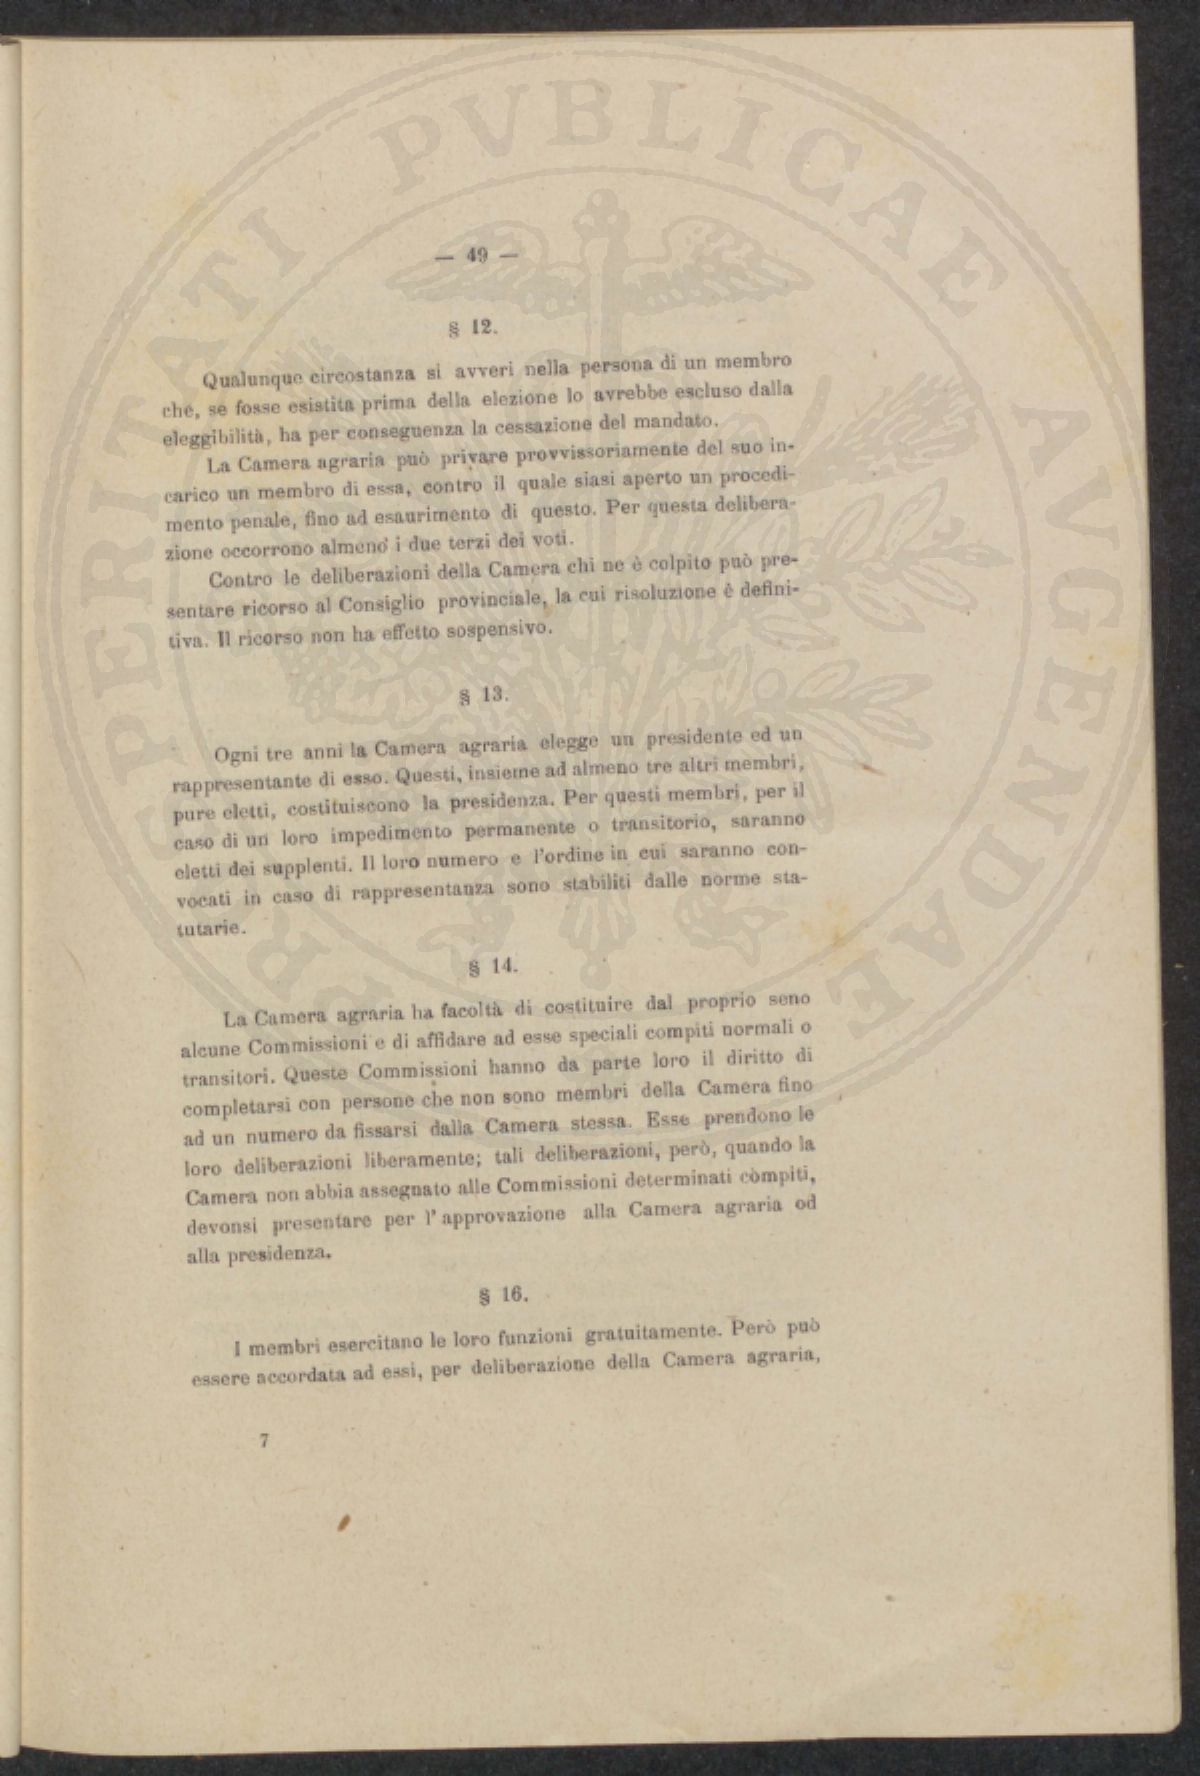 — 49 —
§ 12.
Qualunque circostanza si avveri nella persona di un membro
che, se fosse esistita prima della elezione lo avrebbe escluso dalla
eleggibilità, ha per conseguenza la cessazione del mandato.
La Camera agraria può privare provvissoriamente del suo in-
carico un membro di essa, contro il quale siasi aperto un procedi-
mento penale, fino ad esaurimento di questo. Per questa delibera-
zione occorrono almeno i due terzi dei voti.
Contro le deliberazioni della Camera chi ne è colpito può pre-
sentare ricorso al Consiglio provinciale, la cui risoluzione è defini-
tiva. Il ricorso non ha effetto sospensivo.
§ 13.
Ogni tre anni la Camera agraria elegge un presidente ed un
rappresentante di esso. Questi, insieme ad almeno tre altri membri,
pure eletti, costituiscono la presidenza. Per questi membri, per il
caso di un loro impedimento permanente o transitorio, saranno
eletti dei supplenti. Il loro numero e l'ordine in cui saranno con-
vocati in caso di rappresentanza sono stabiliti dalle norme sta-
tutarie.
§ 14.
La Camera agraria ha facoltà di costituire dal proprio seno
alcune Commissioni e di affidare ad esse speciali compiti normali o
transitori. Queste Commissioni hanno da parte loro il diritto di
completarsi con persone che non sono membri della Camera fino
ad un numero da fissarsi dalla Camera stessa. Esse prendono le
loro deliberazioni liberamente; tali deliberazioni, però, quando la
Camera non abbia assegnato alle Commissioni determinati còmpiti,
devonsi presentare per l'approvazione alla Camera agraria od
alla presidenza.
§ 16.
I membri esercitano le loro funzioni gratuitamente. Però può
essere accordata ad essi, per deliberazione della Camera agraria,
7
PROSPERITATI PVBLICAE AVGENDAE